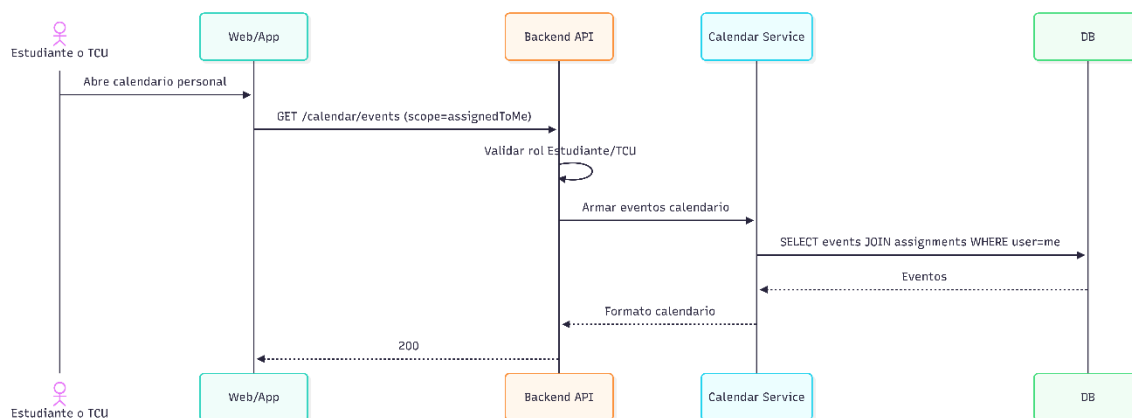 Estudiante o TCU
Web/App
Backend API
Calendar Service
DB
Abre calendario personal
GET /calendar/events (scope=assignedToMe)
Validar rol Estudiante/TCU
Armar eventos calendario
SELECT events JOIN assignments WHERE user=me
Eventos
Formato calendario
200
Estudiante o TCU
Web/App
Backend API
Calendar Service
DB